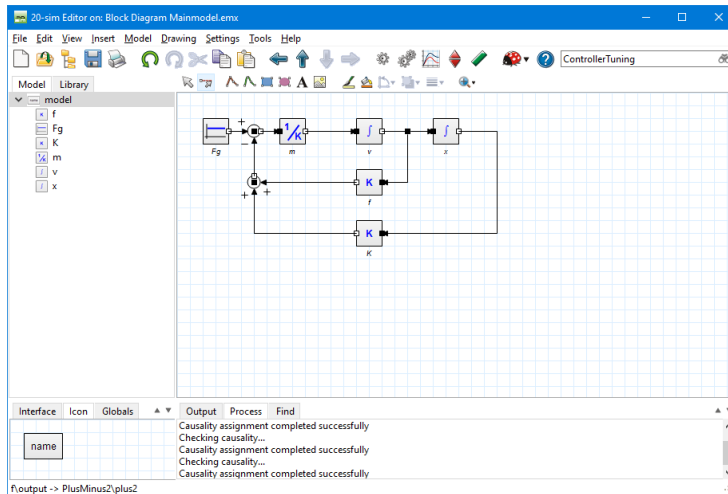 20-sim Editor on: Block Diagram Mainmodel.emx
File Edit View Insert Model Drawing Settings Tools Help
ControllerTuning
Model Library
A
model
f
Fg
K
m
v
x
+
−
1/K
∫
∫
Fg
m
v
x
K
+
+
f
K
K
Interface Icon Globals
Output Process Find
name
Causality assignment completed successfully
Checking causality...
Causality assignment completed successfully
Checking causality...
Causality assignment completed successfully
f\output -> PlusMinus2\plus2